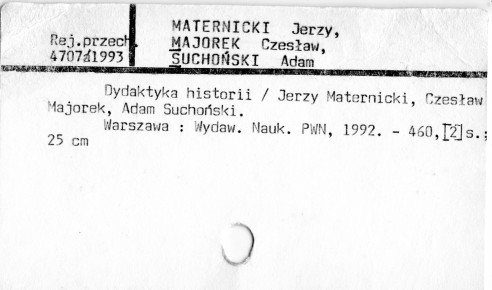 MATERNICKI Jerzy,
Rej.przech. MAJOREK Czesław,
4707/1993 SUCHOŃSKI Adam
Dydaktyka historii / Jerzy Maternicki, Czesław
Majorek, Adam Suchoński.
Warszawa : Wydaw. Nauk. PWN, 1992. - 460,[2]s.;
25 cm